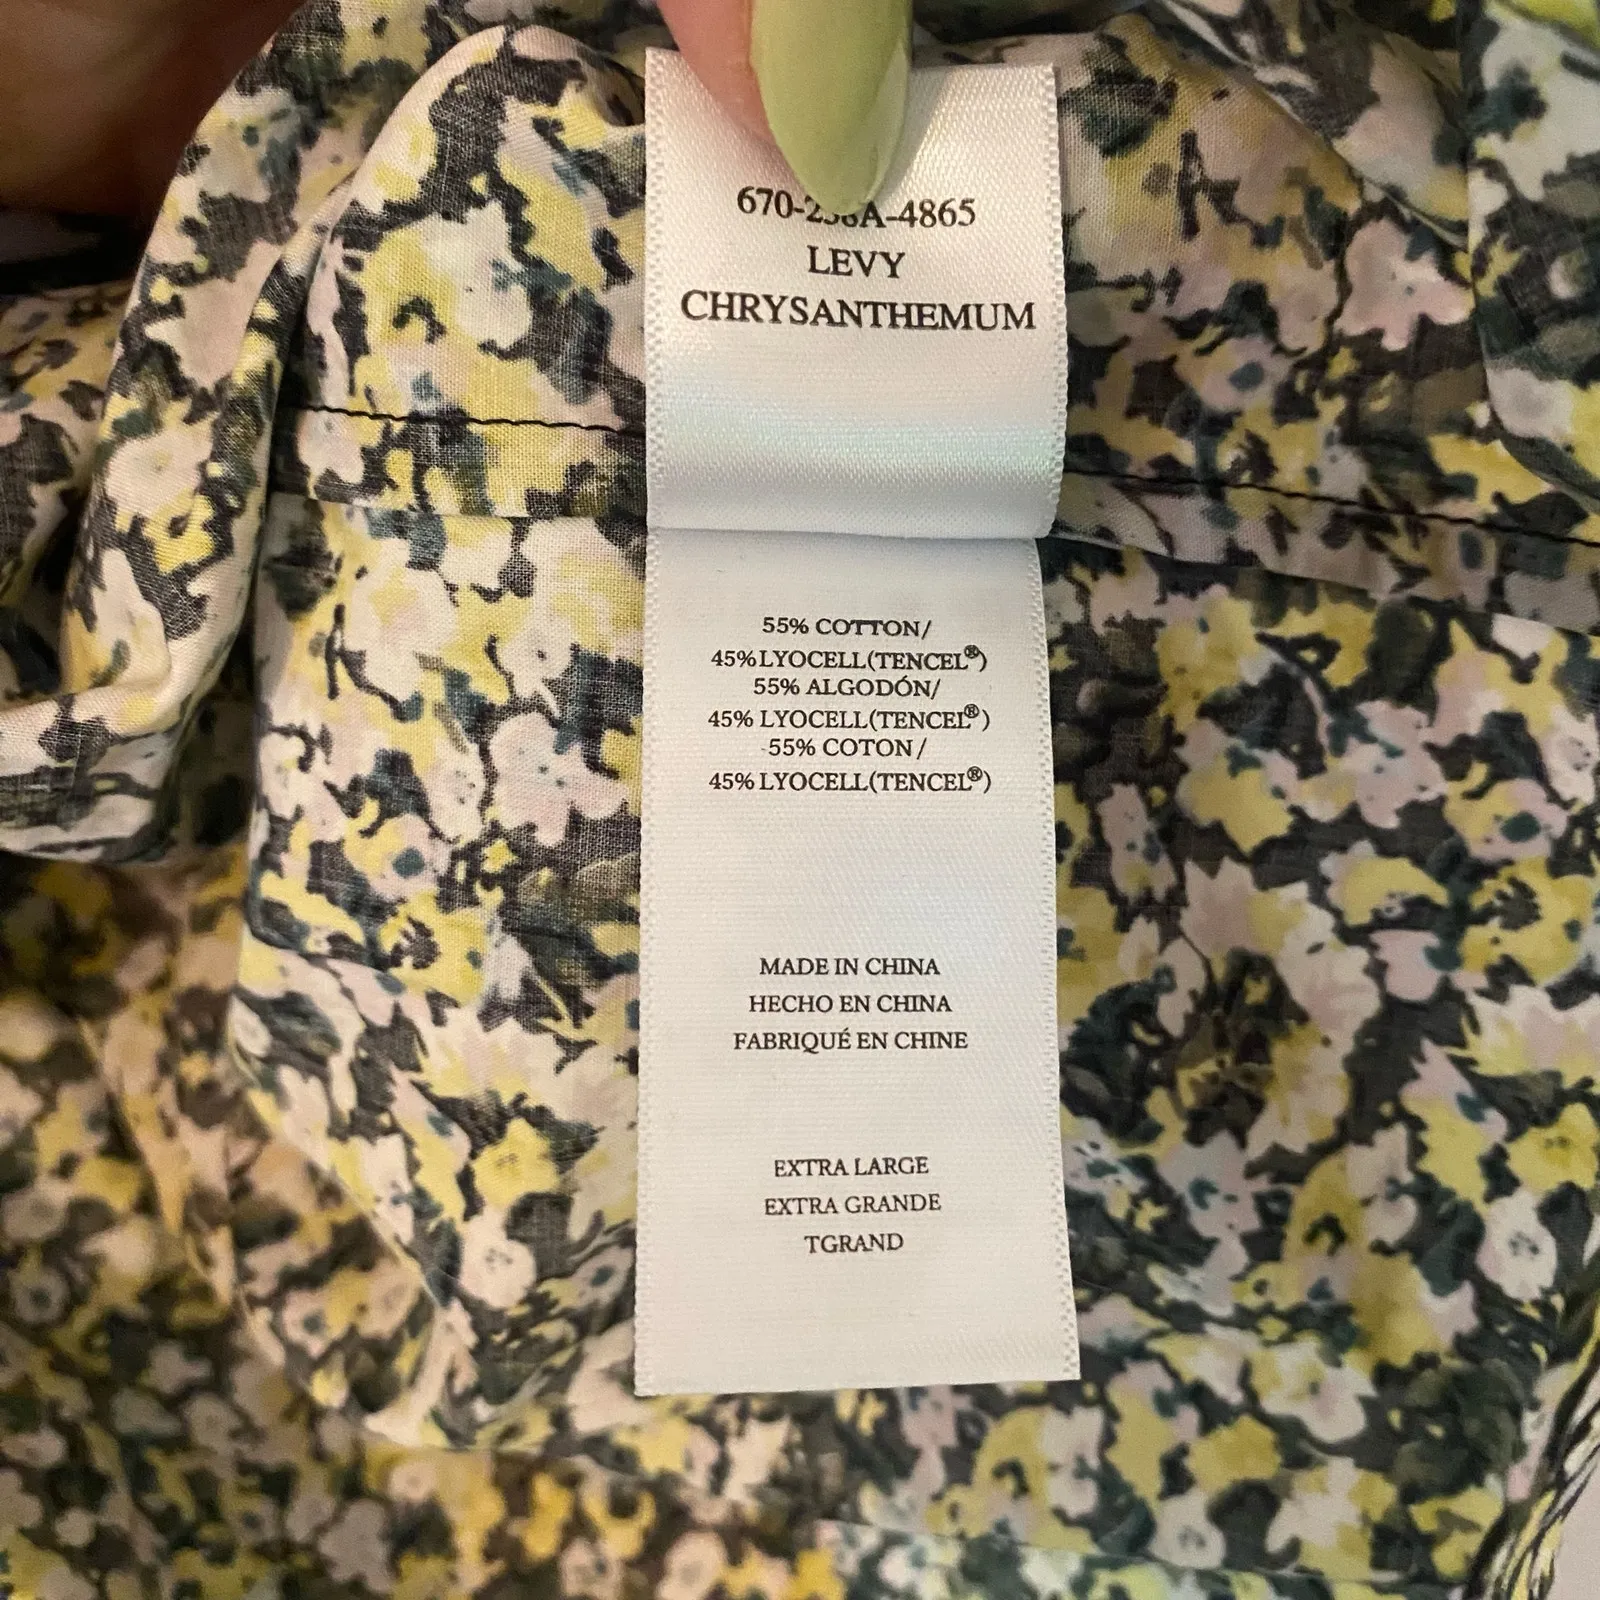 LEVY
CHRYSANTHEMUM
55% COTTON/
45% LYOCELL(TENCEL®)
55% ALGODÓN/
45% LYOCELL(TENCEL®)
55% COTON/
45% LYOCELL(TENCEL®)
MADE IN CHINA
HECHO EN CHINA
FABRIQUÉ EN CHINE
EXTRA LARGE
EXTRA GRANDE
TGRAND